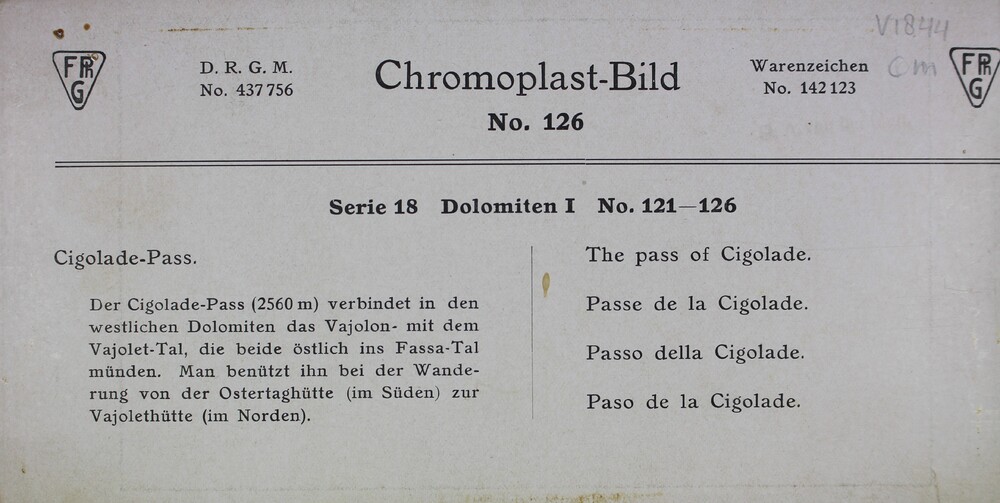 V1844
Cm
FPh
G
D. R. G. M.
No. 437 756
Chromoplast-Bild
No. 126
Warenzeichen
No. 142 123
FPh
G
Serie 18 Dolomiten I No. 121—126
Cigolade-Pass.
Der Cigolade-Pass (2560 m) verbindet in den
westlichen Dolomiten das Vajolon- mit dem
Vajolet-Tal, die beide östlich ins Fassa-Tal
münden. Man benützt ihn bei der Wande-
rung von der Ostertaghütte (im Süden) zur
Vajolethütte (im Norden).
The pass of Cigolade.
Passe de la Cigolade.
Passo della Cigolade.
Paso de la Cigolade.